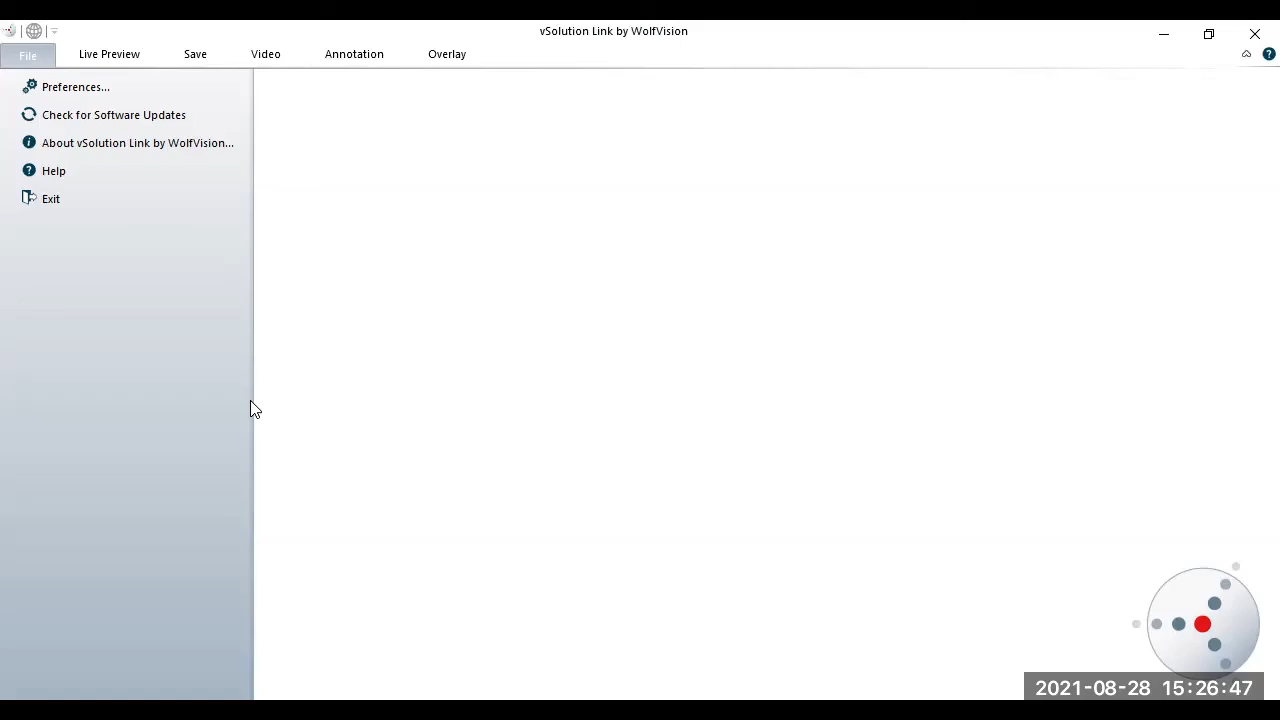 vSolution Link by WolfVision
File Live Preview Save Video Annotation Overlay
Preferences...
Check for Software Updates
About vSolution Link by WolfVision...
Help
Exit
2021-08-28 15:26:47